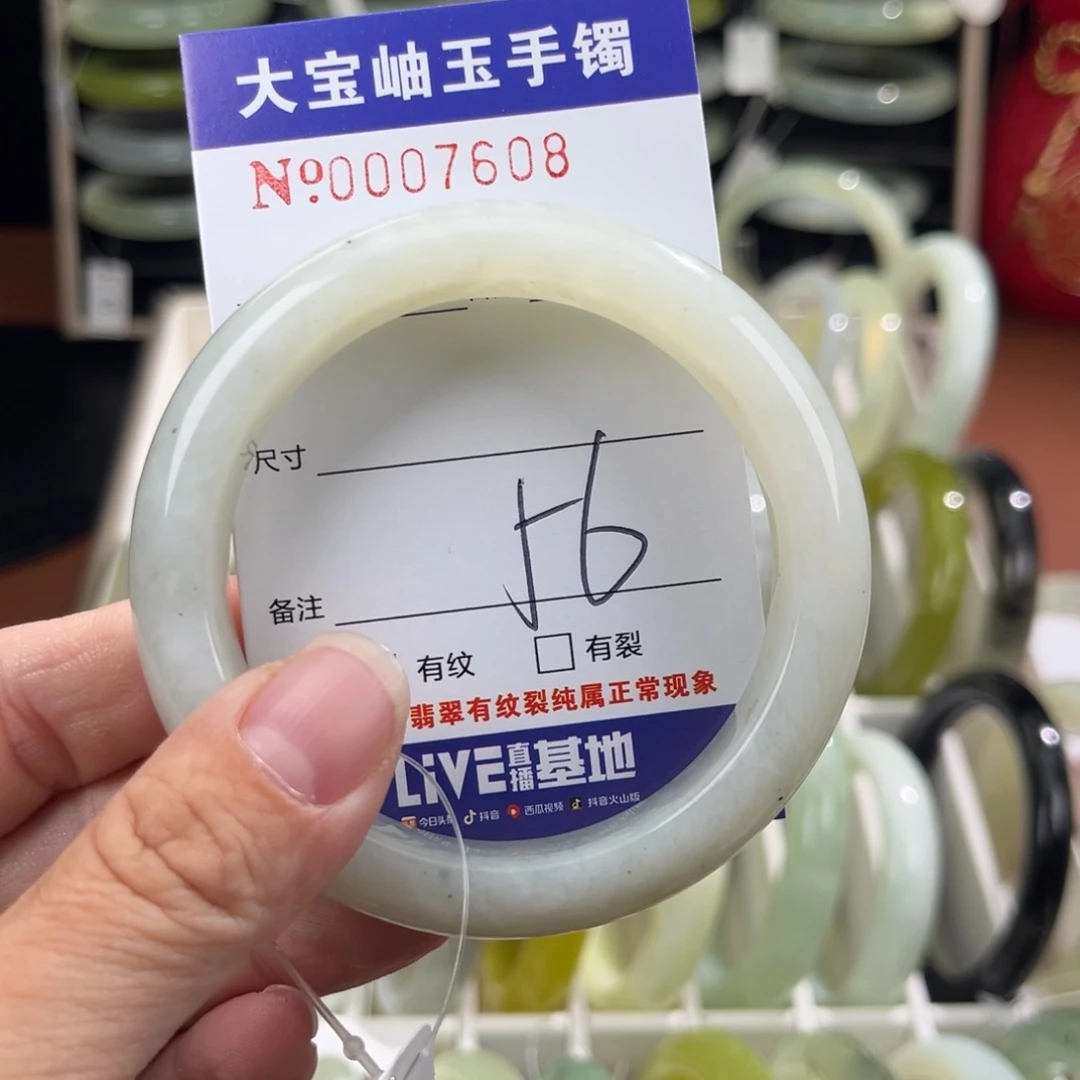 大宝岫玉手镯
Nº:0007608
尺寸
56
备注
有纹 有裂
翡翠有纹裂纯属正常现象
LIVE直播基地
今日头条 抖音 西瓜视频 抖音火山版